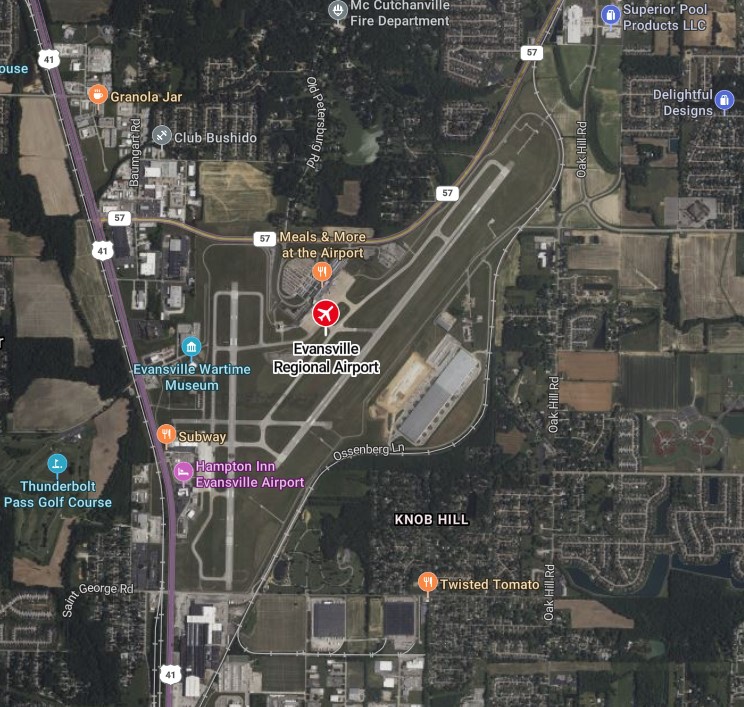 Mc Cutchanville
Fire Department
Superior Pool
Products LLC
41
57
ouse
Granola Jar
Delightful
Designs
Old Petersburg Rd
Baumgart Rd
Club Bushido
Oak Hill Rd
57
57
57
Meals & More
at the Airport
41
Evansville
Regional Airport
r
Evansville Wartime
Museum
Oak Hill Rd
Subway
Ossenberg Ln
Hampton Inn
Evansville Airport
Thunderbolt
Pass Golf Course
KNOB HILL
Saint George Rd
Twisted Tomato
Oak Hill Rd
41